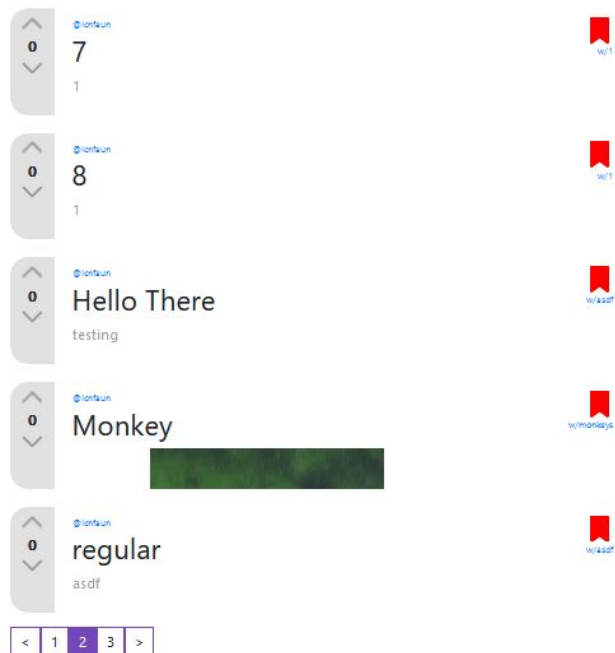 @lonfaun
0
7
w/1
1
@lonfaun
0
8
w/1
1
@lonfaun
0
Hello There
w/asdf
testing
@lonfaun
0
Monkey
w/monkeys
@lonfaun
0
regular
w/asdf
asdf
< 1 2 3 >